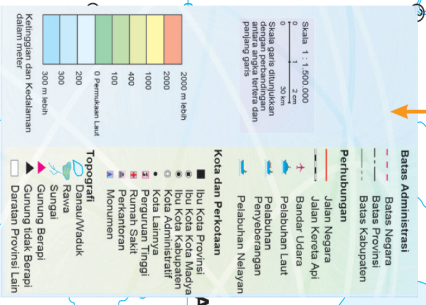 Batas Administrasi
Batas Negara
Batas Provinsi
Batas Kabupaten
Perhubungan
Jalan Negara
Jalan Kereta Api
Bandar Udara
Pelabuhan Laut
Pelabuhan
Penyeberangan
Pelabuhan Nelayan
Kota dan Perkotaan
Ibu Kota Provinsi
Ibu Kota Kota Madya
Ibu Kota Kabupaten
Kota Administratif
Kota Lainnya
Perguruan Tinggi
Rumah Sakit
Perkantoran
Monumen
Topografi
Danau/Waduk
Rawa
Sungai
Gunung Berapi
Gunung tidak Berapi
Daratan Provinsi Lain
Skala 1 : 1.500.000
0 1 2 cm
0 30 km
Skala garis ditunjukkan
dengan perbandingan
antara angka tertera dan
panjang garis
2000 m lebih
2000
1000
400
100
0 Permukaan Laut
200
300
300 m lebih
Ketinggian dan Kedalaman
dalam meter
A